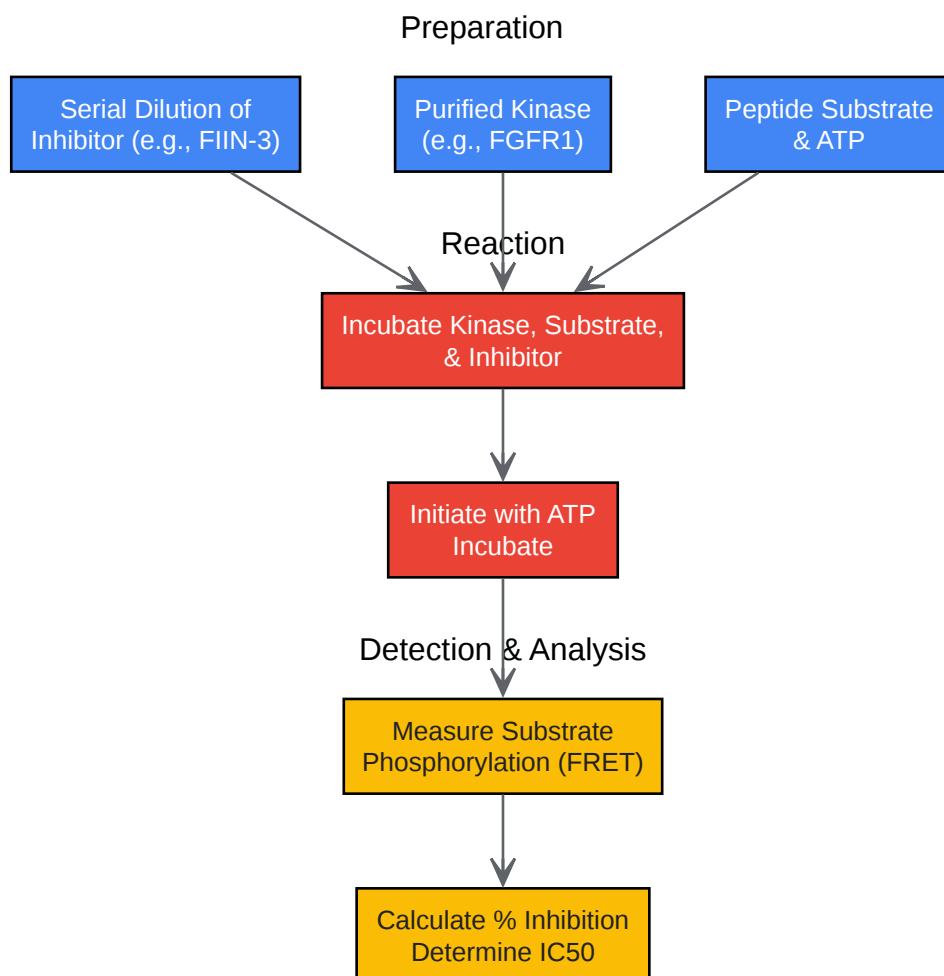 Preparation
Serial Dilution of
Inhibitor (e.g., FIIN-3)
Purified Kinase
(e.g., FGFR1)
Peptide Substrate
& ATP
Reaction
Incubate Kinase, Substrate,
& Inhibitor
Initiate with ATP
Incubate
Detection & Analysis
Measure Substrate
Phosphorylation (FRET)
Calculate % Inhibition
Determine IC50